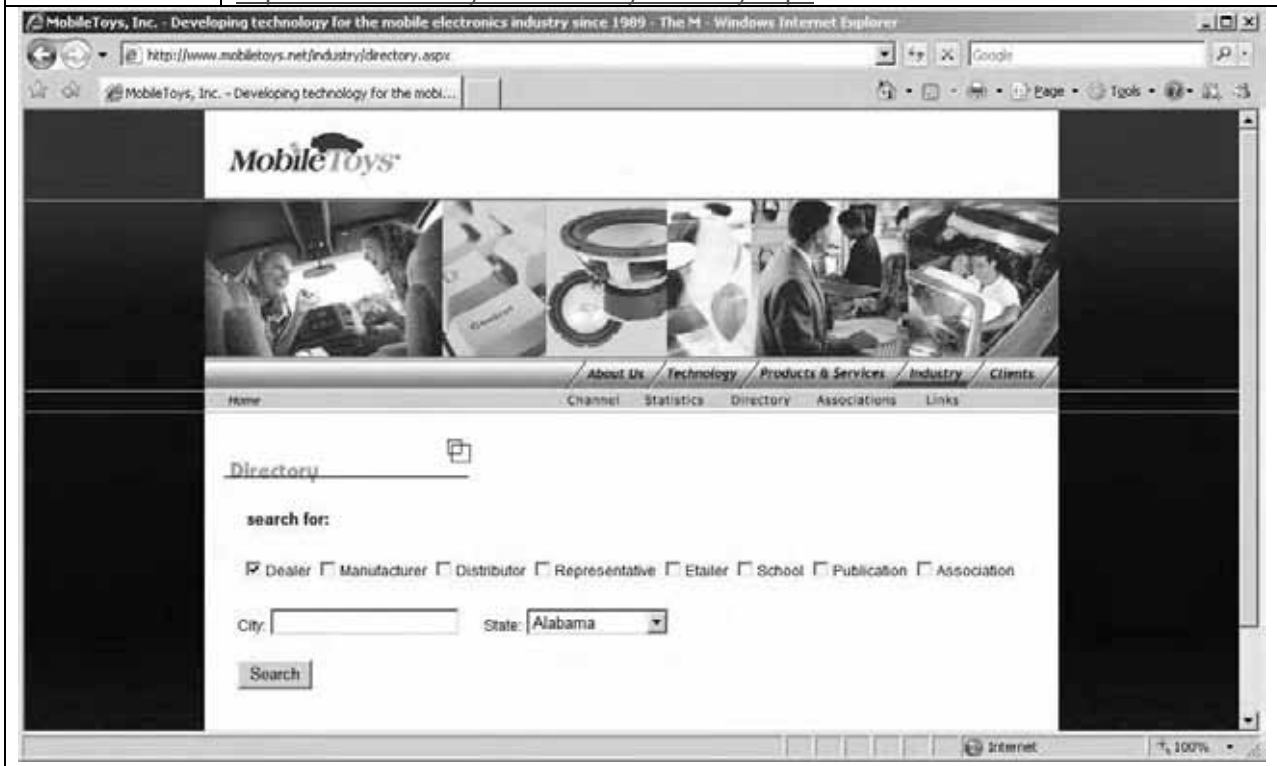 MobileToys, Inc. - Developing technology for the mobile electronics industry since 1989 - The M - Windows Internet Explorer
http://www.mobiletoys.net/industry/directory.aspx
Google
MobileToys, Inc. - Developing technology for the mobi...
Page Tools
MobileToys
About Us Technology Products & Services Industry Clients
Home Channel Statistics Directory Associations Links
Directory
search for:
Dealer Manufacturer Distributor Representative Etailer School Publication Association
City: State: Alabama
Search
Internet 100%